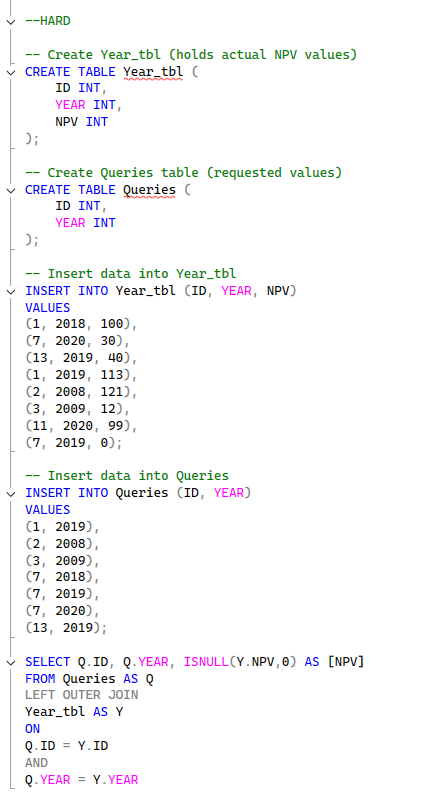 --HARD
-- Create Year_tbl (holds actual NPV values)
CREATE TABLE Year_tbl (
ID INT,
YEAR INT,
NPV INT
);
-- Create Queries table (requested values)
CREATE TABLE Queries (
ID INT,
YEAR INT
);
-- Insert data into Year_tbl
INSERT INTO Year_tbl (ID, YEAR, NPV)
VALUES
(1, 2018, 100),
(7, 2020, 30),
(13, 2019, 40),
(1, 2019, 113),
(2, 2008, 121),
(3, 2009, 12),
(11, 2020, 99),
(7, 2019, 0);
-- Insert data into Queries
INSERT INTO Queries (ID, YEAR)
VALUES
(1, 2019),
(2, 2008),
(3, 2009),
(7, 2018),
(7, 2019),
(7, 2020),
(13, 2019);
SELECT Q.ID, Q.YEAR, ISNULL(Y.NPV,0) AS [NPV]
FROM Queries AS Q
LEFT OUTER JOIN
Year_tbl AS Y
ON
Q.ID = Y.ID
AND
Q.YEAR = Y.YEAR